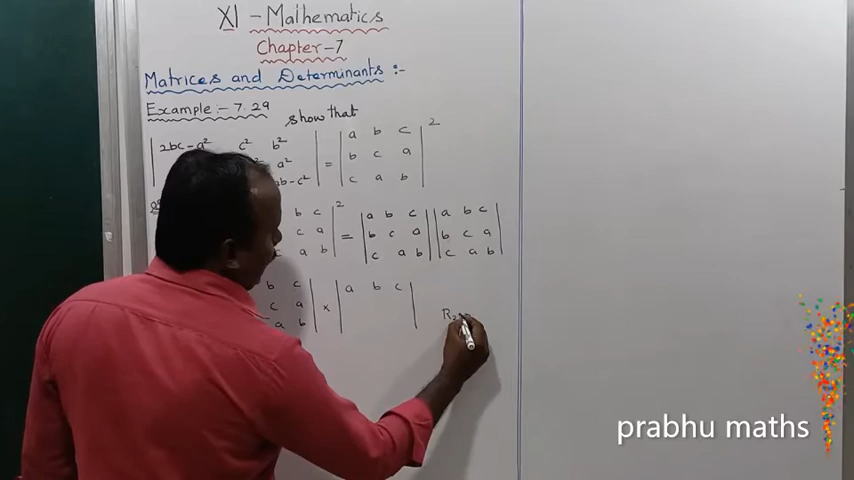 XI - Mathematics
Chapter-7
Matrices and Determinants :-
Example :- 7.29
show that
| 2bc-a² c² b² | | a b c |²
a² = | b c a |
b-c² | | c a b |
b c |² | a b c | | a b c |
c a = | b c a | | b c a |
a b | | c a b | | c a b |
b c | | a b c |
c a ×
a b | R₂
prabhu maths